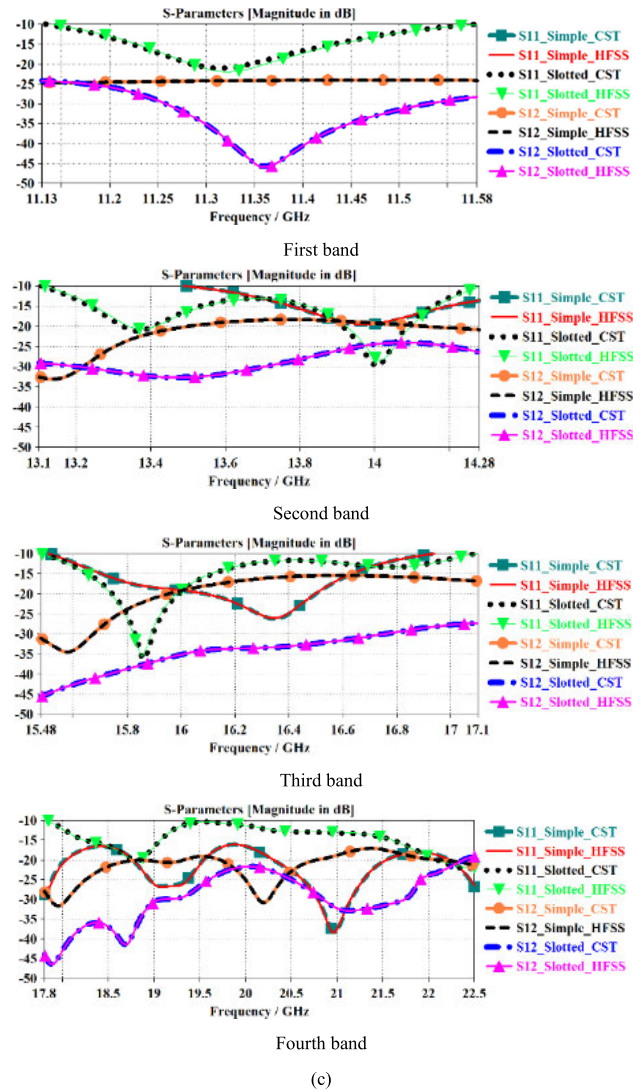 S-Parameters [Magnitude in dB]
-10
-15
-20
-25
-30
-35
-40
-45
-50
11.13 11.2 11.25 11.3 11.35 11.4 11.45 11.5 11.58
Frequency / GHz
S11_Simple_CST
S11_Simple_HFSS
S11_Slotted_CST
S11_Slotted_HFSS
S12_Simple_CST
S12_Simple_HFSS
S12_Slotted_CST
S12_Slotted_HFSS
First band
S-Parameters [Magnitude in dB]
-10
-15
-20
-25
-30
-35
-40
-45
-50
13.1 13.2 13.4 13.6 13.8 14 14.28
Frequency / GHz
S11_Simple_CST
S11_Simple_HFSS
S11_Slotted_CST
S11_Slotted_HFSS
S12_Simple_CST
S12_Simple_HFSS
S12_Slotted_CST
S12_Slotted_HFSS
Second band
S-Parameters [Magnitude in dB]
-10
-15
-20
-25
-30
-35
-40
-45
-50
15.48 15.8 16 16.2 16.4 16.6 16.8 17 17.1
Frequency / GHz
S11_Simple_CST
S11_Simple_HFSS
S11_Slotted_CST
S11_Slotted_HFSS
S12_Simple_CST
S12_Simple_HFSS
S12_Slotted_CST
S12_Slotted_HFSS
Third band
S-Parameters [Magnitude in dB]
-10
-15
-20
-25
-30
-35
-40
-45
-50
17.8 18.5 19 19.5 20 20.5 21 21.5 22 22.5
Frequency / GHz
S11_Simple_CST
S11_Simple_HFSS
S11_Slotted_CST
S11_Slotted_HFSS
S12_Simple_CST
S12_Simple_HFSS
S12_Slotted_CST
S12_Slotted_HFSS
Fourth band
(c)